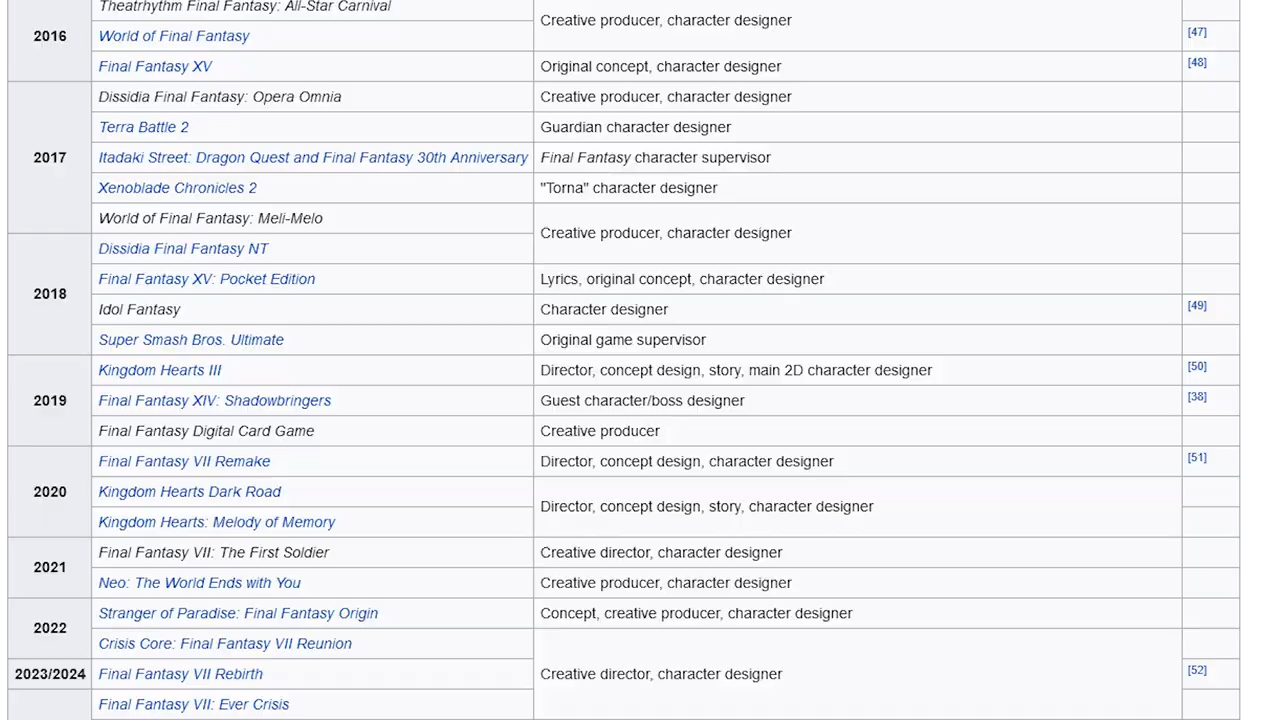 Theatrhythm Final Fantasy: All-Star Carnival
Creative producer, character designer
2016
World of Final Fantasy
[47]
Final Fantasy XV
Original concept, character designer
[48]
Dissidia Final Fantasy: Opera Omnia
Creative producer, character designer
Terra Battle 2
Guardian character designer
2017
Itadaki Street: Dragon Quest and Final Fantasy 30th Anniversary
Final Fantasy character supervisor
Xenoblade Chronicles 2
"Torna" character designer
World of Final Fantasy: Meli-Melo
Creative producer, character designer
Dissidia Final Fantasy NT
Final Fantasy XV: Pocket Edition
Lyrics, original concept, character designer
2018
Idol Fantasy
Character designer
[49]
Super Smash Bros. Ultimate
Original game supervisor
Kingdom Hearts III
Director, concept design, story, main 2D character designer
[50]
2019
Final Fantasy XIV: Shadowbringers
Guest character/boss designer
[38]
Final Fantasy Digital Card Game
Creative producer
Final Fantasy VII Remake
Director, concept design, character designer
[51]
2020
Kingdom Hearts Dark Road
Director, concept design, story, character designer
Kingdom Hearts: Melody of Memory
Final Fantasy VII: The First Soldier
Creative director, character designer
2021
Neo: The World Ends with You
Creative producer, character designer
Stranger of Paradise: Final Fantasy Origin
Concept, creative producer, character designer
2022
Crisis Core: Final Fantasy VII Reunion
2023/2024
Final Fantasy VII Rebirth
Creative director, character designer
[52]
Final Fantasy VII: Ever Crisis